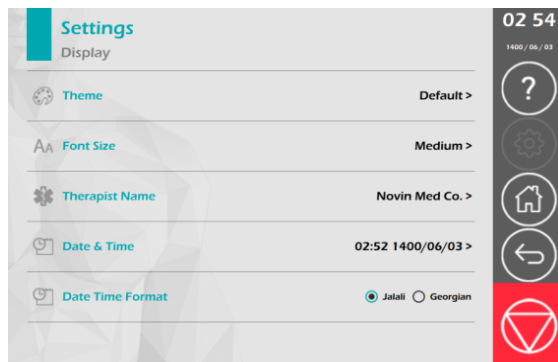 Settings
Display
Theme Default >
AA Font Size Medium >
Therapist Name Novin Med Co. >
Date & Time 02:52 1400/06/03 >
Date Time Format Jalali Georgian
02 54
1400 / 06 / 03
?